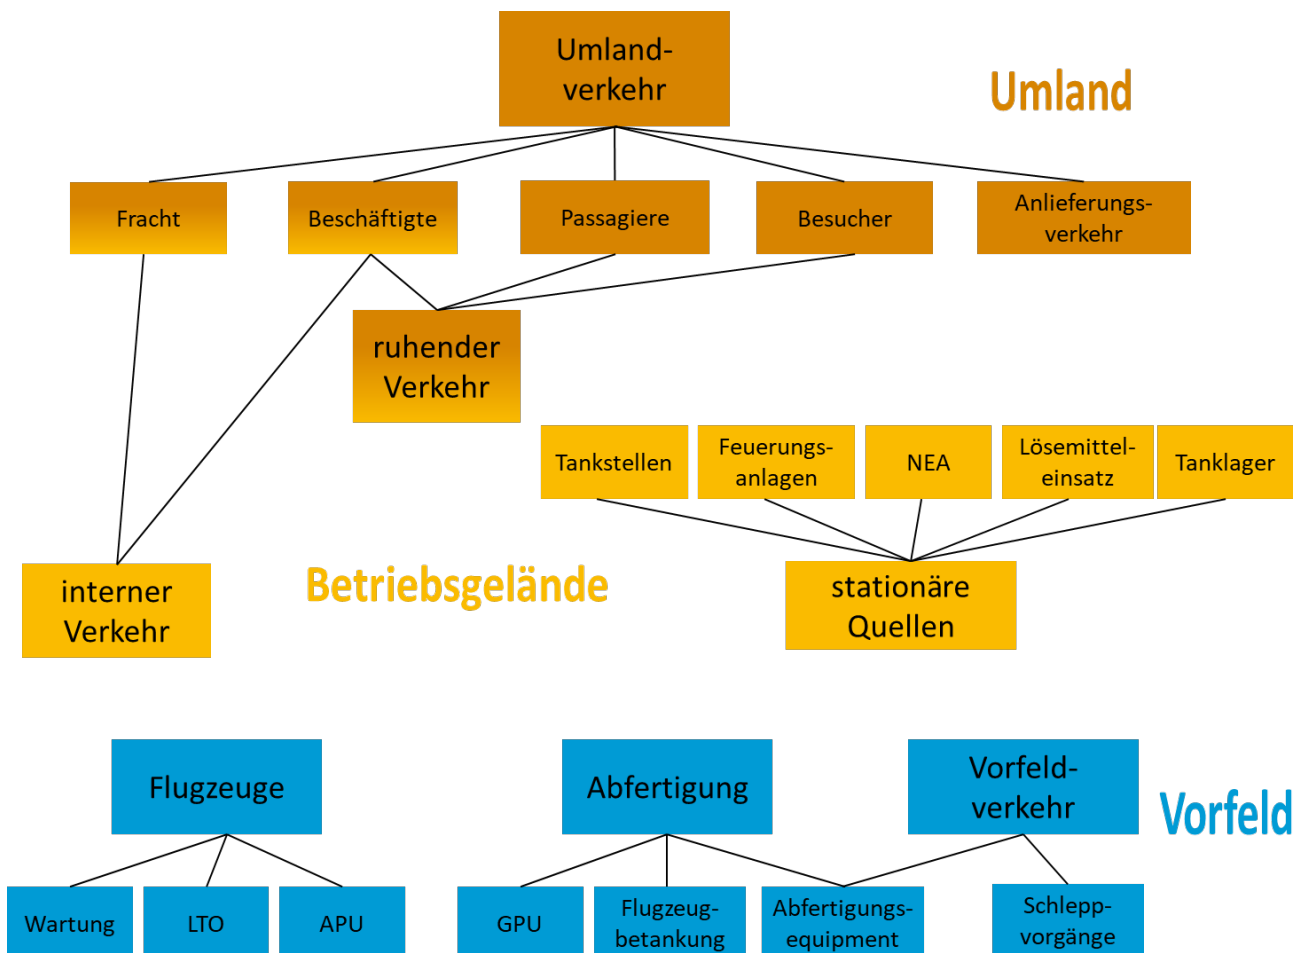 Umland-
verkehr
Umland
Fracht
Beschäftigte
Passagiere
Besucher
Anlieferungs-
verkehr
ruhender
Verkehr
Tankstellen
Feuerungs-
anlagen
NEA
Lösemittel-
einsatz
Tanklager
interner
Verkehr
Betriebsgelände
stationäre
Quellen
Flugzeuge
Abfertigung
Vorfeld-
verkehr
Vorfeld
Wartung
LTO
APU
GPU
Flugzeug-
betankung
Abfertigungs-
equipment
Schlepp-
vorgänge